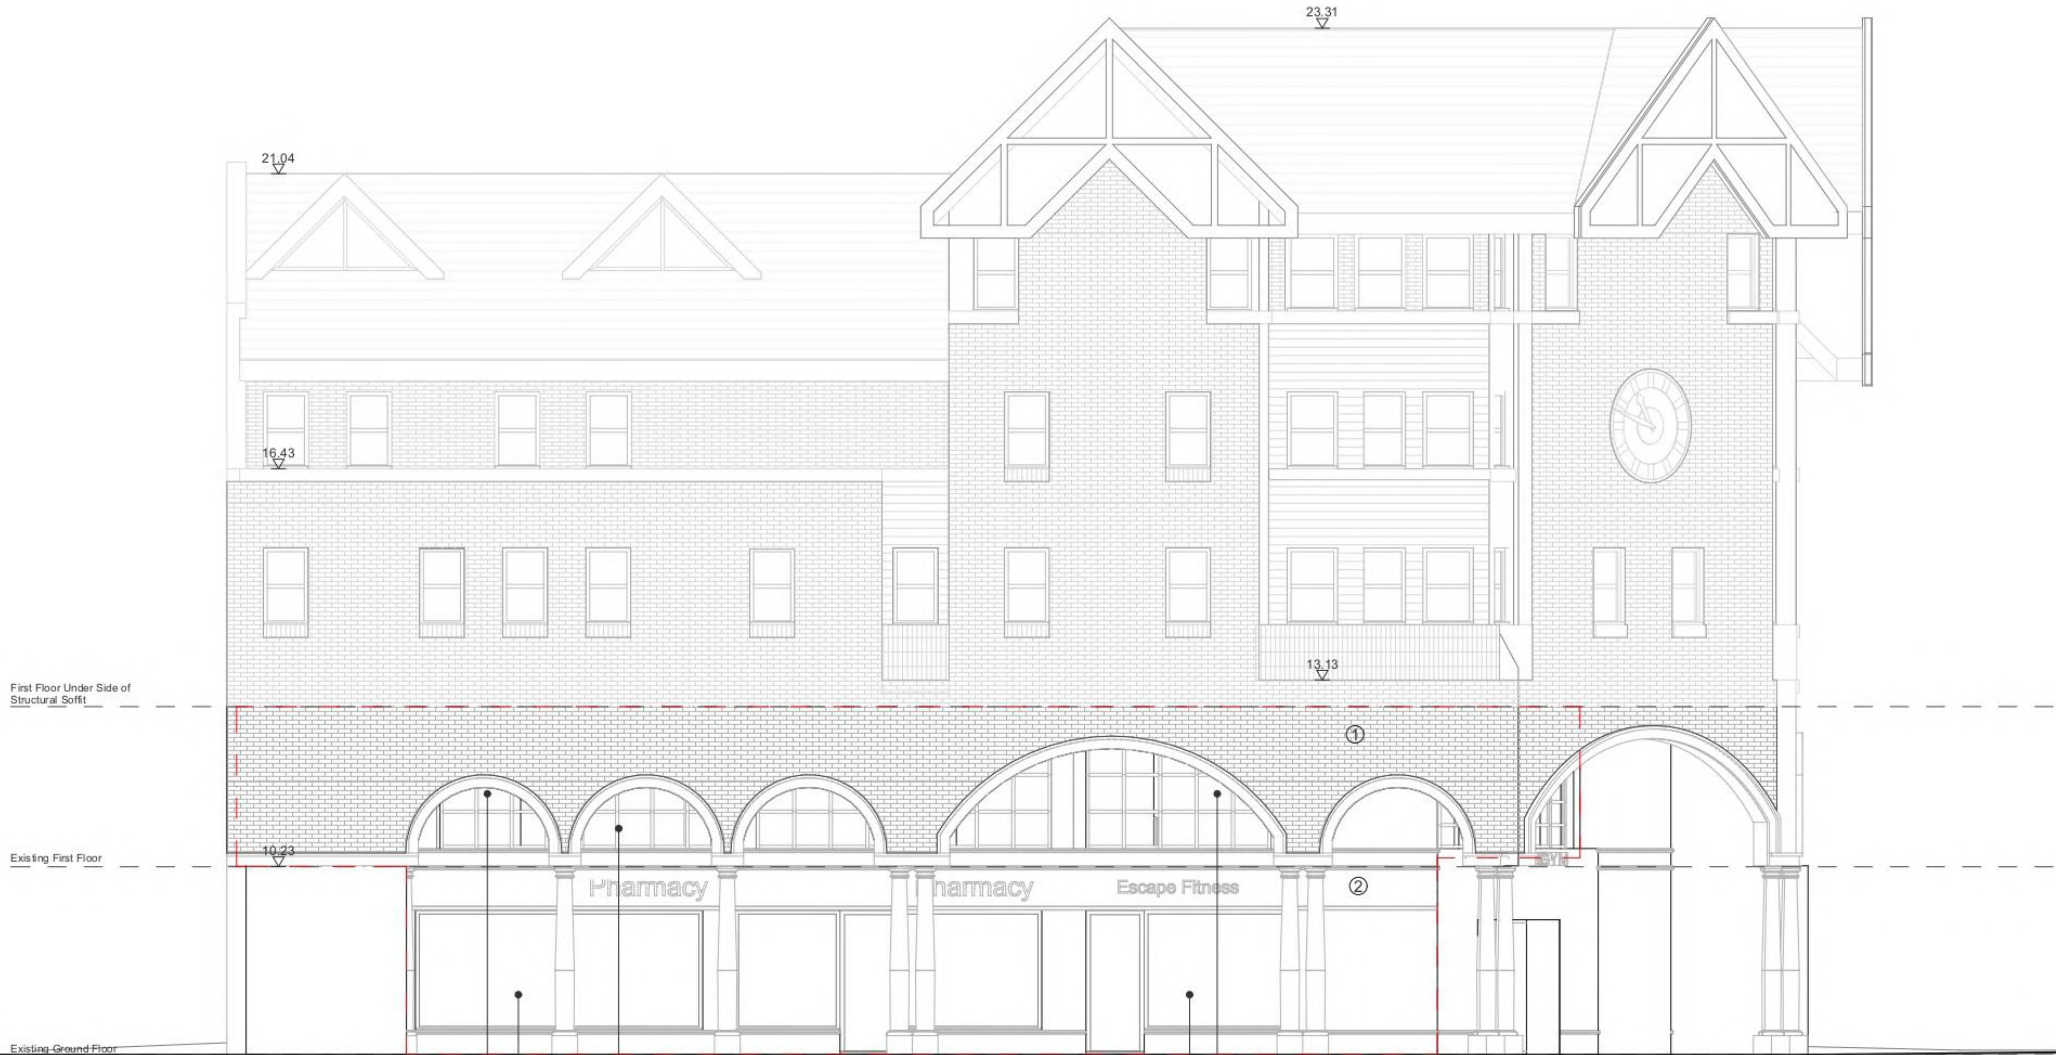 23.31
21.04
16.43
First Floor Under Side of
Structural Soffit
13.13
1
Existing First Floor
10.23
GYM
Pharmacy
harmacy
Escape Fitness
2
Existing Ground Floor